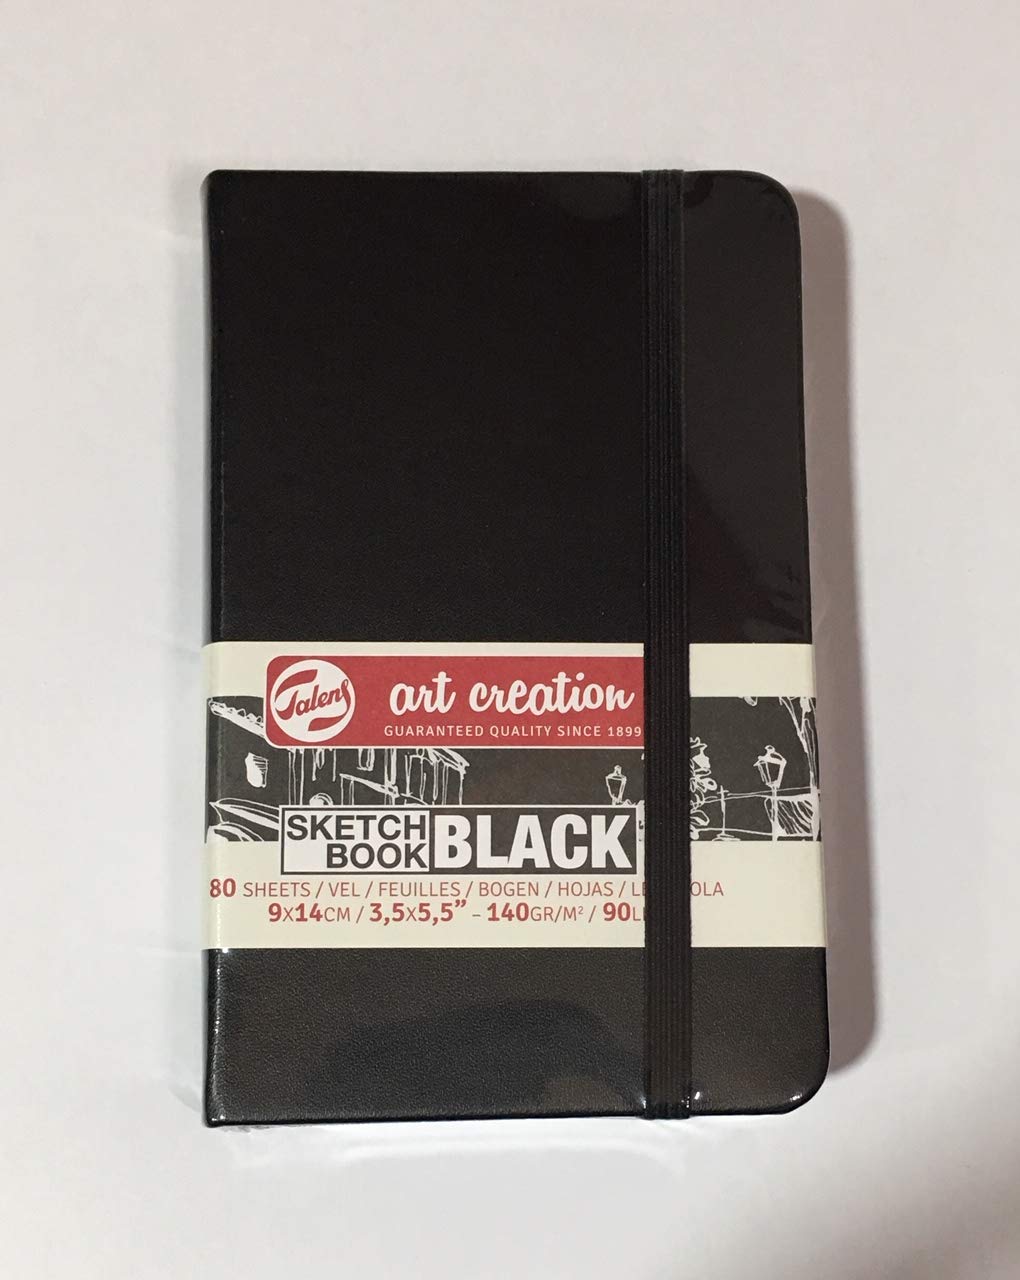 Talens
art creation
GUARANTEED QUALITY SINCE 1899
SKETCH
BOOK
BLACK
80 SHEETS / VEL / FEUILLES / BOGEN / HOJAS /
9X14CM / 3,5X5,5” – 140GR/M² /